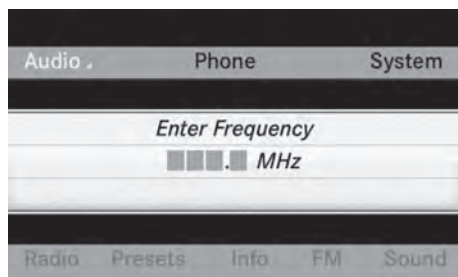 Audio Phone System
Enter Frequency
. MHz
Radio Presets Info FM Sound